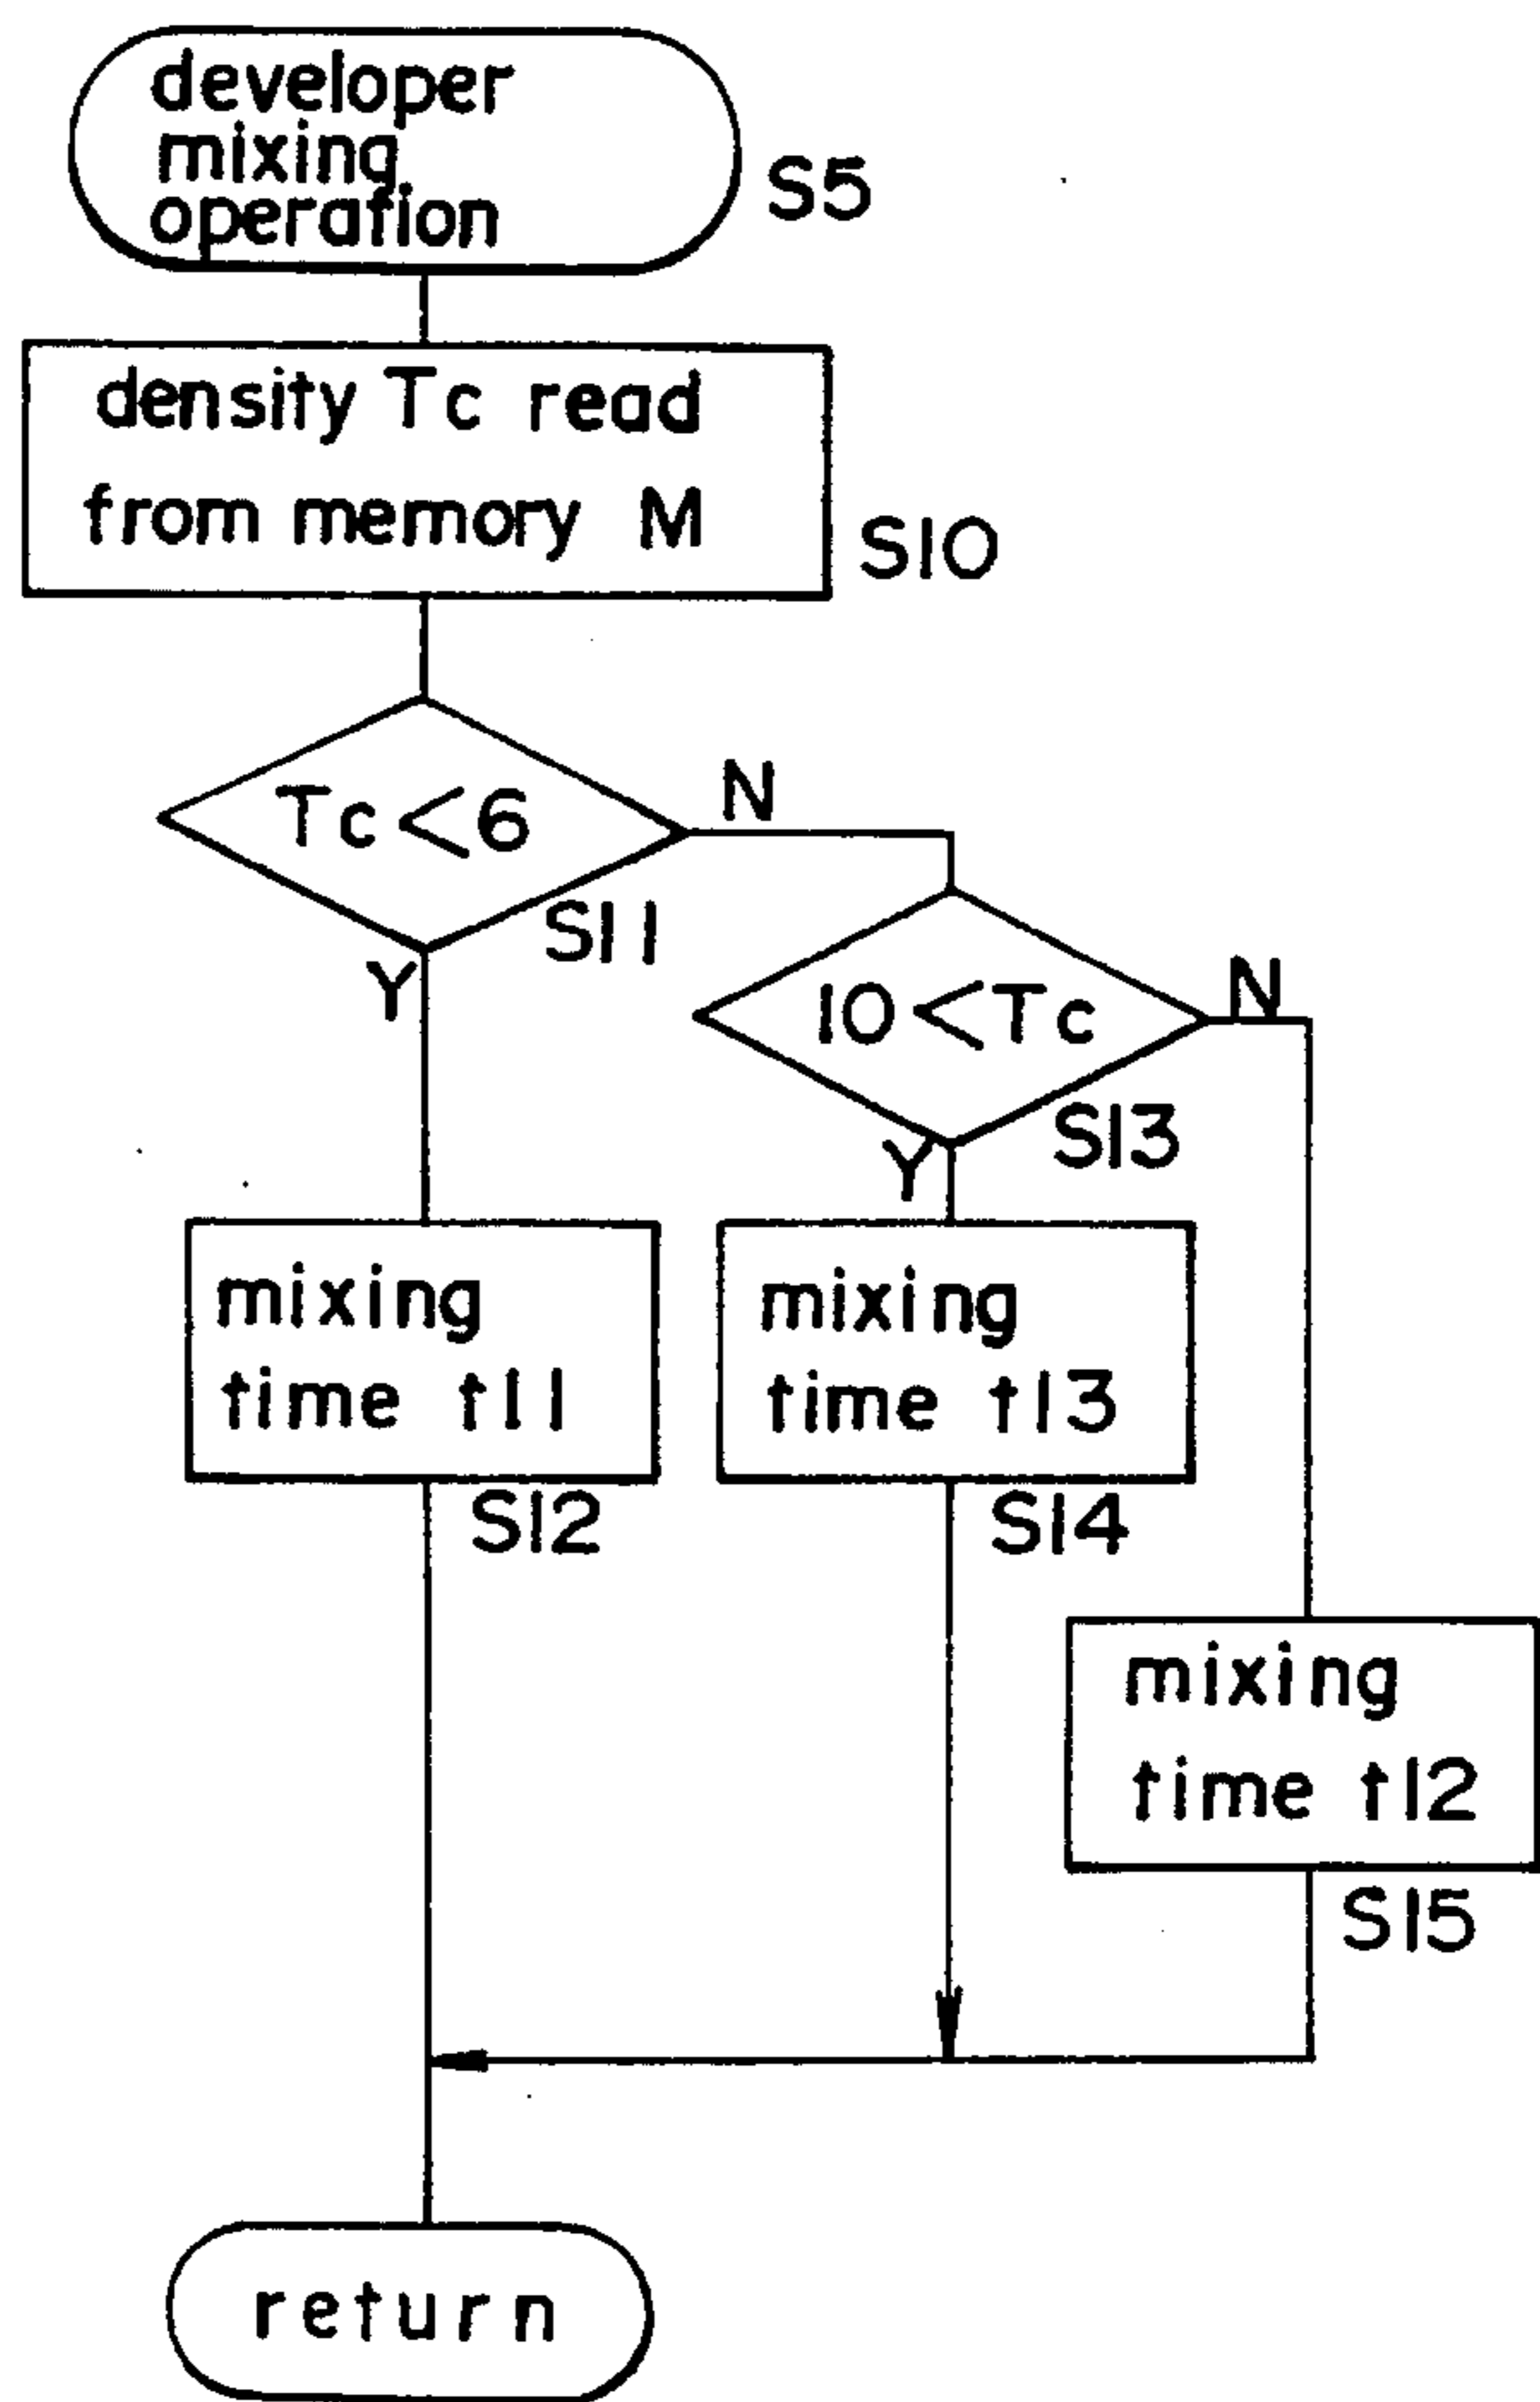 developer
mixing
operation
S5
density Tc read
from memory M
S10
Tc<6
N
S11
Y
10<Tc
N
S13
Y
mixing
time t11
S12
mixing
time t13
S14
mixing
time t12
S15
return